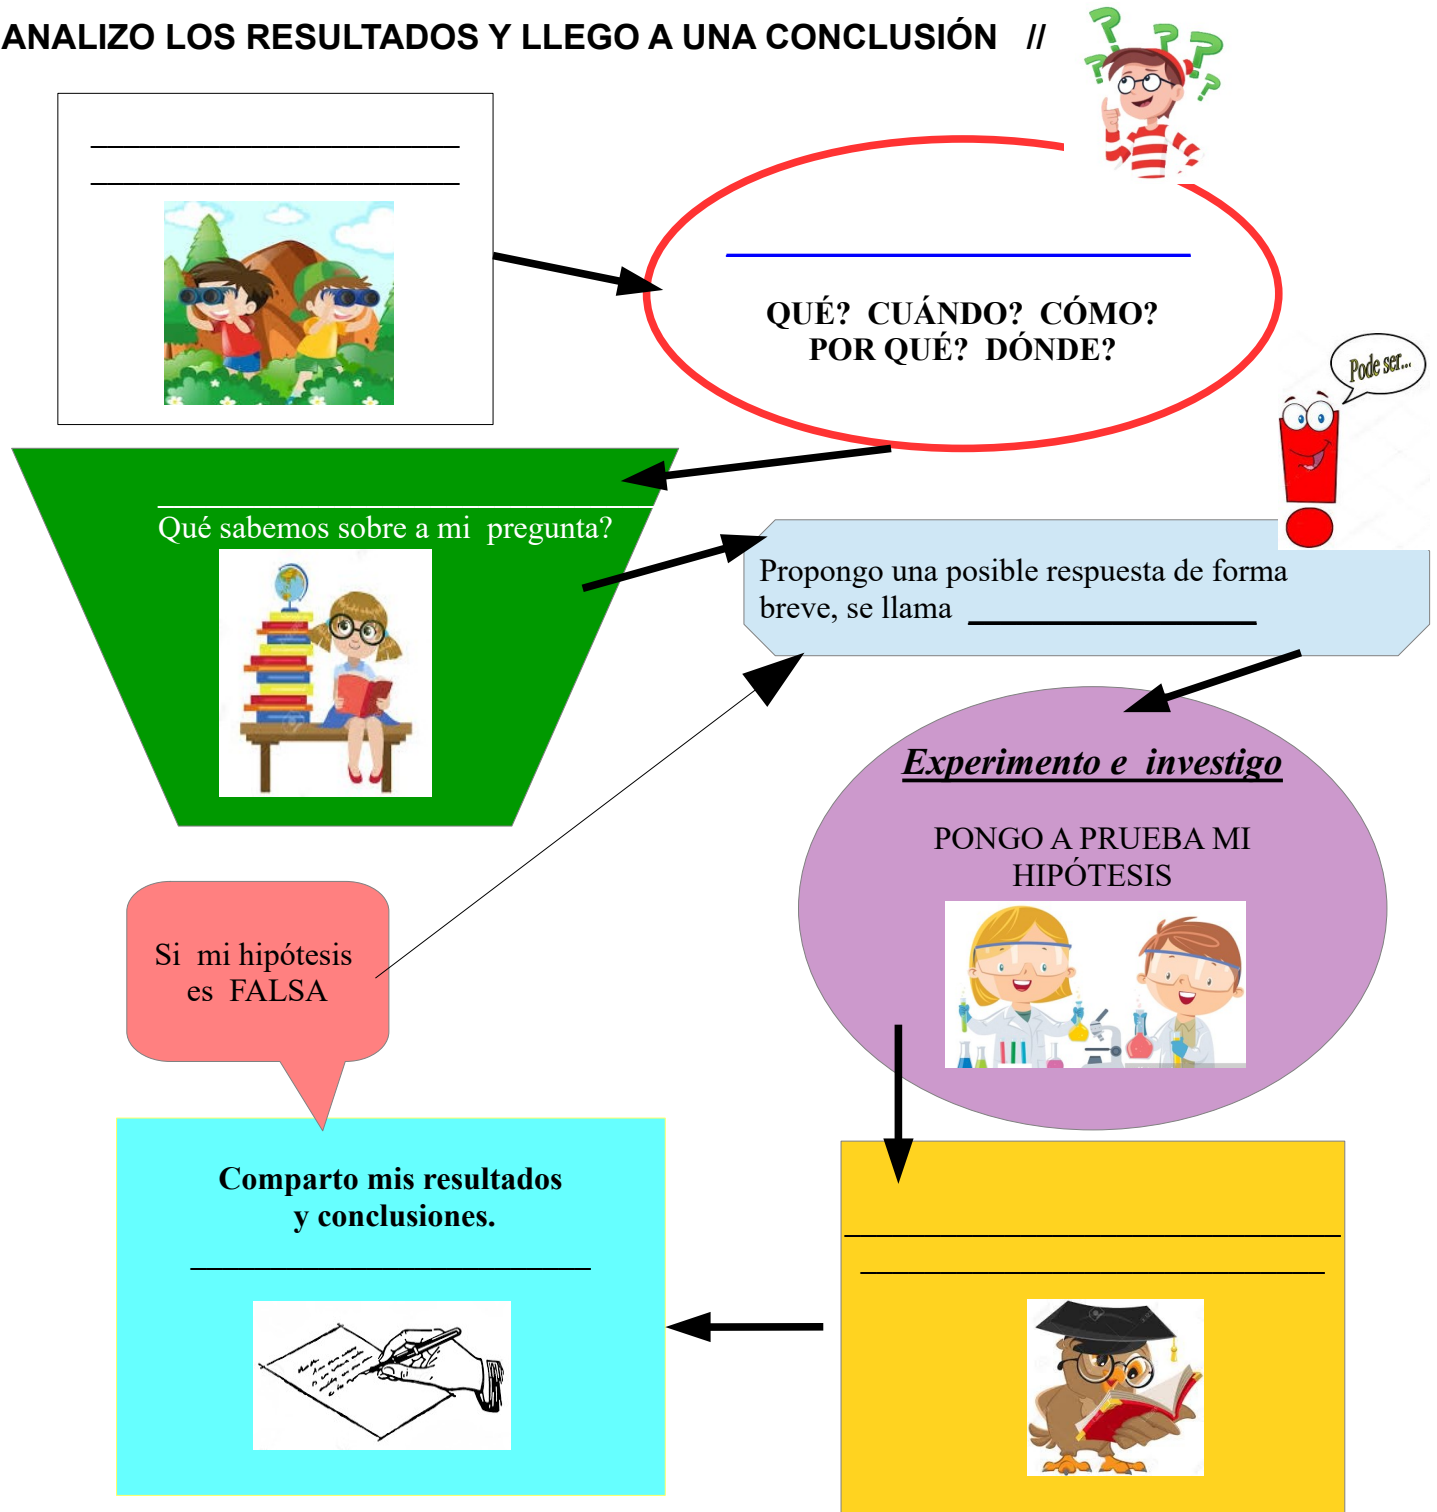 ANALIZO LOS RESULTADOS Y LLEGO A UNA CONCLUSIÓN //
QUÉ? CUÁNDO? CÓMO?
POR QUÉ? DÓNDE?
Pode ser...
Qué sabemos sobre a mi pregunta?
Propongo una posible respuesta de forma
breve, se llama
Experimento e investigo
PONGO A PRUEBA MI
HIPÓTESIS
Si mi hipótesis
es FALSA
Comparto mis resultados
y conclusiones.